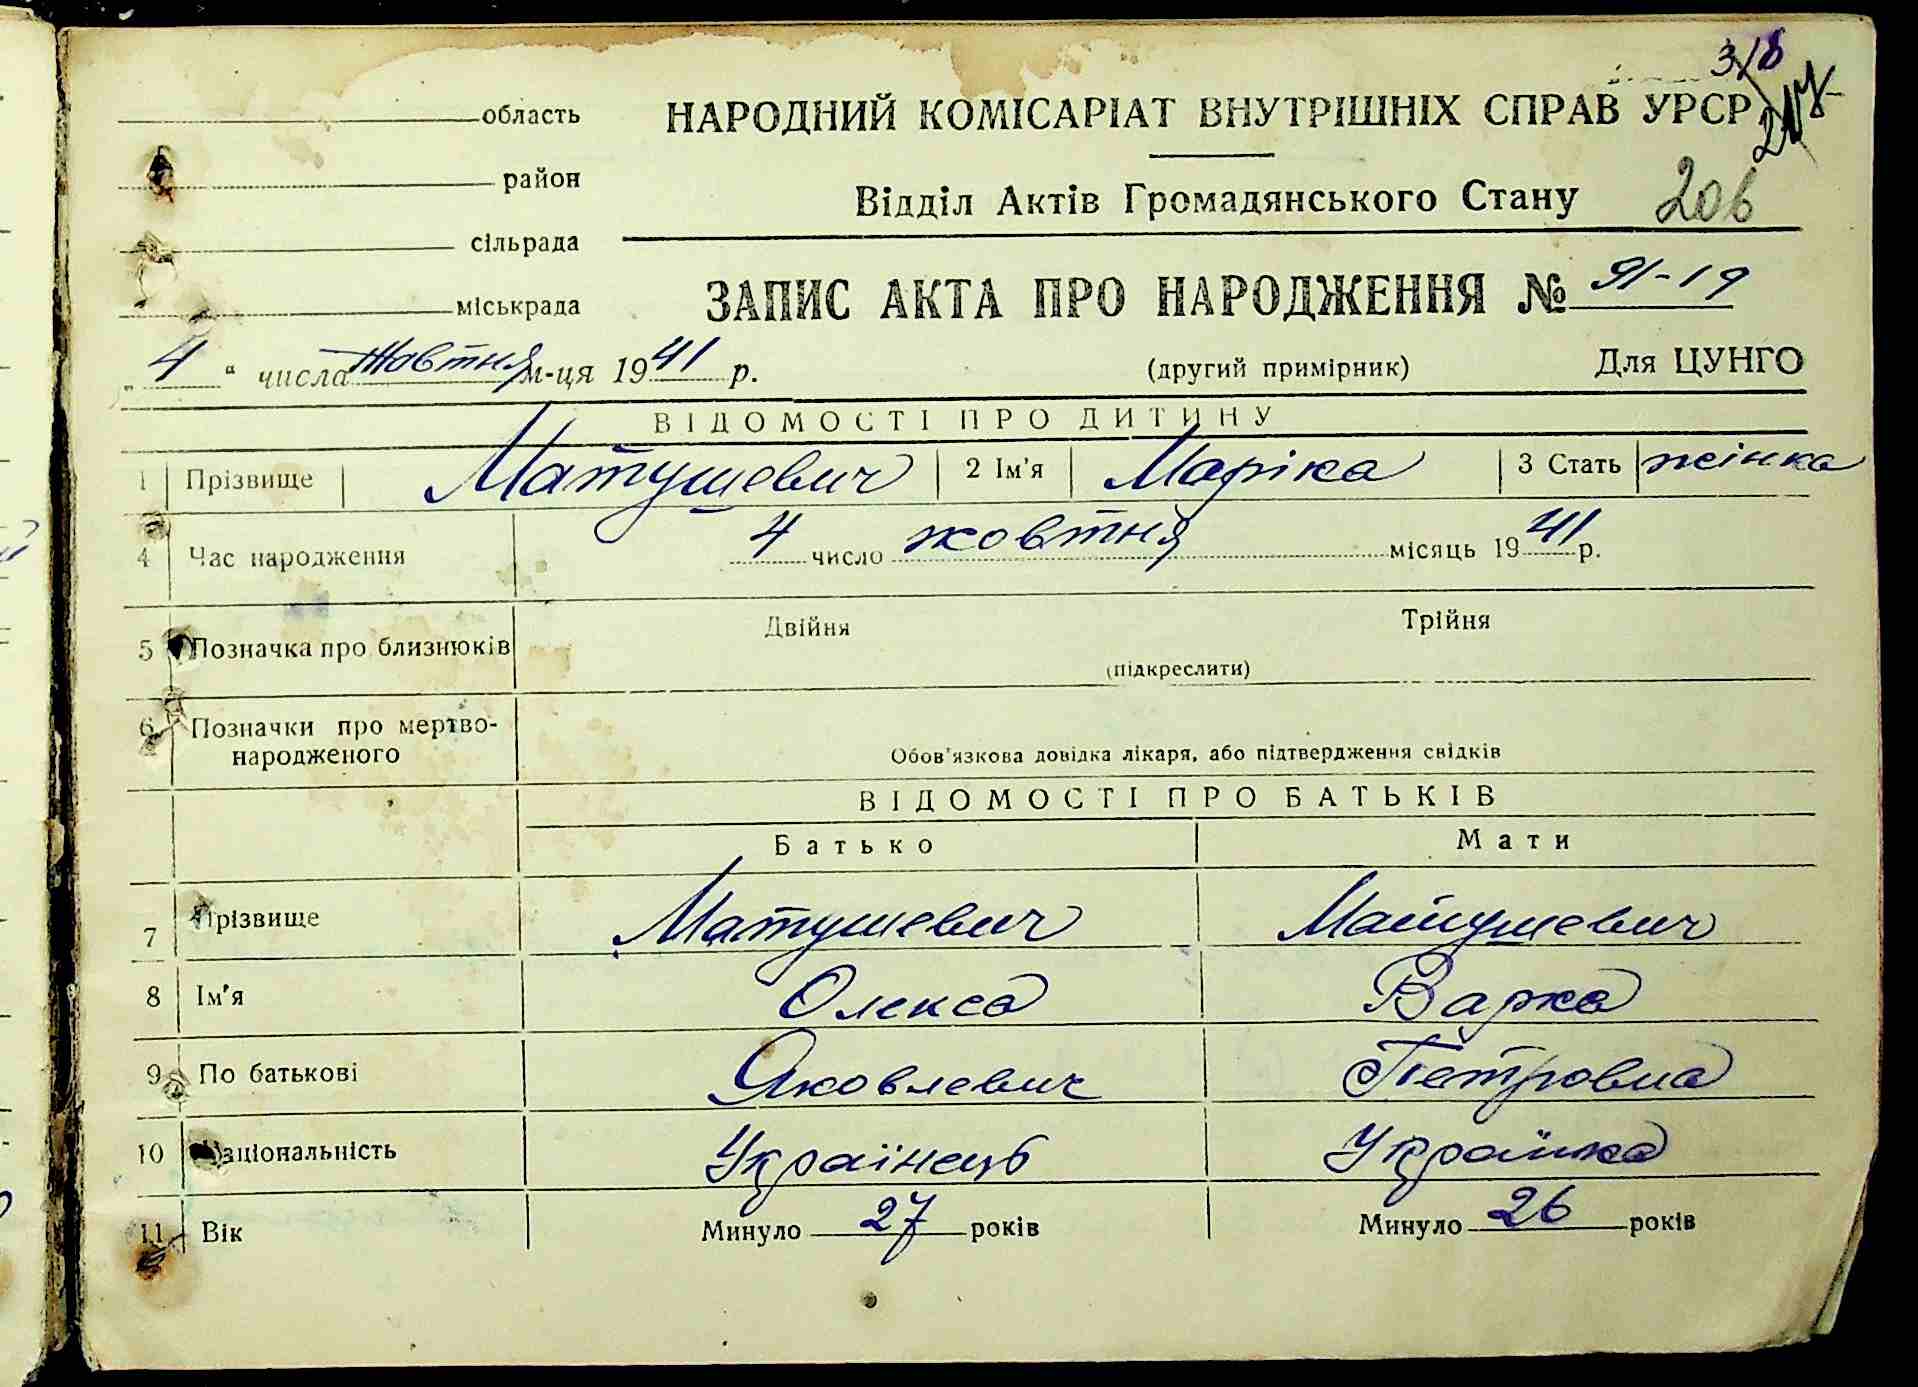 3/8
область
НАРОДНИЙ КОМІСАРІАТ ВНУТРІШНІХ СПРАВ УРСР
район
Відділ Актів Громадянського Стану 206
сільрада
міськрада
ЗАПИС АКТА ПРО НАРОДЖЕННЯ № 91-19
„4“ числа Жовтня м-ця 1941 р. (другий примірник) Для ЦУНГО
ВІДОМОСТІ ПРО ДИТИНУ
1 Прізвище Матушевич 2 Ім'я Маріка 3 Стать жінка
4 Час народження 4 число жовтня місяць 1941 р.
5 Позначка про близнюків Двійня Трійня
(підкреслити)
6 Позначки про мертво-
народженого Обов'язкова довідка лікаря, або підтвердження свідків
ВІДОМОСТІ ПРО БАТЬКІВ
Батько Мати
7 Прізвище Матушевич Матушевич
8 Ім'я Олекса Варка
9 По батькові Яковлевич Петровна
10 Національність Українець Українка
11 Вік Минуло 27 років Минуло 26 років